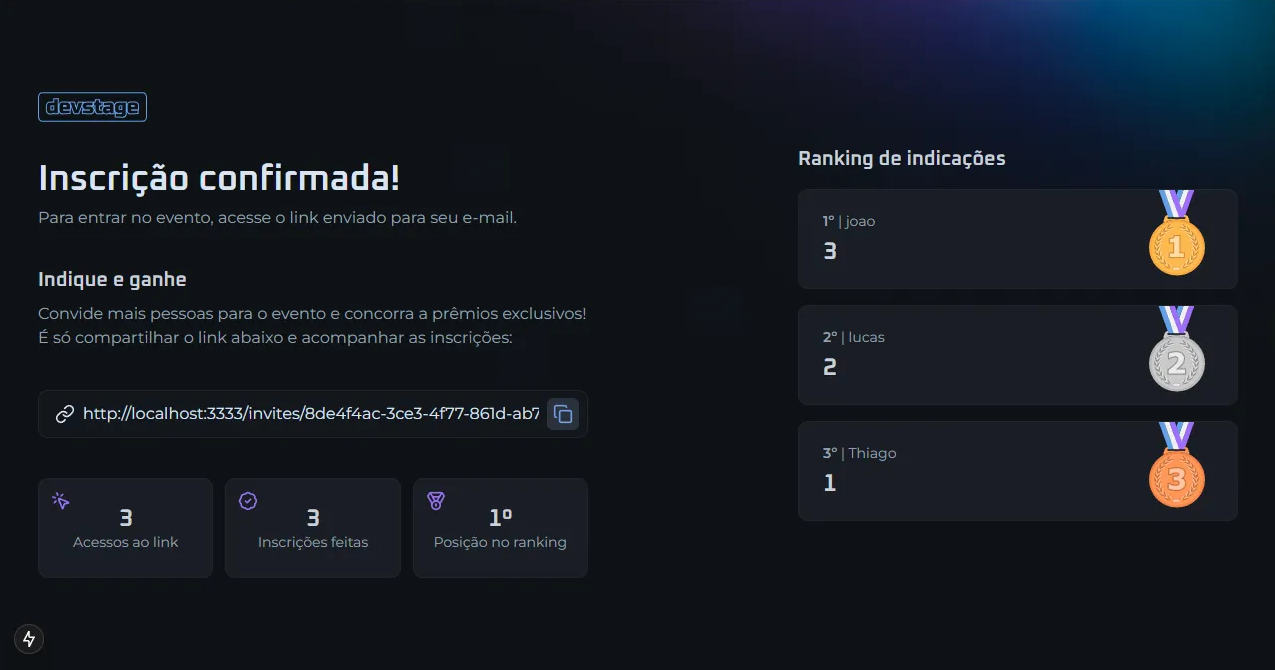 devstage
Inscrição confirmada!
Para entrar no evento, acesse o link enviado para seu e-mail.
Indique e ganhe
Convide mais pessoas para o evento e concorra a prêmios exclusivos!
É só compartilhar o link abaixo e acompanhar as inscrições:
http://localhost:3333/invites/8de4f4ac-3ce3-4f77-861d-ab7
3
Acessos ao link
3
Inscrições feitas
1º
Posição no ranking
Ranking de indicações
1º | joao
3
1
2º | lucas
2
2
3º | Thiago
1
3